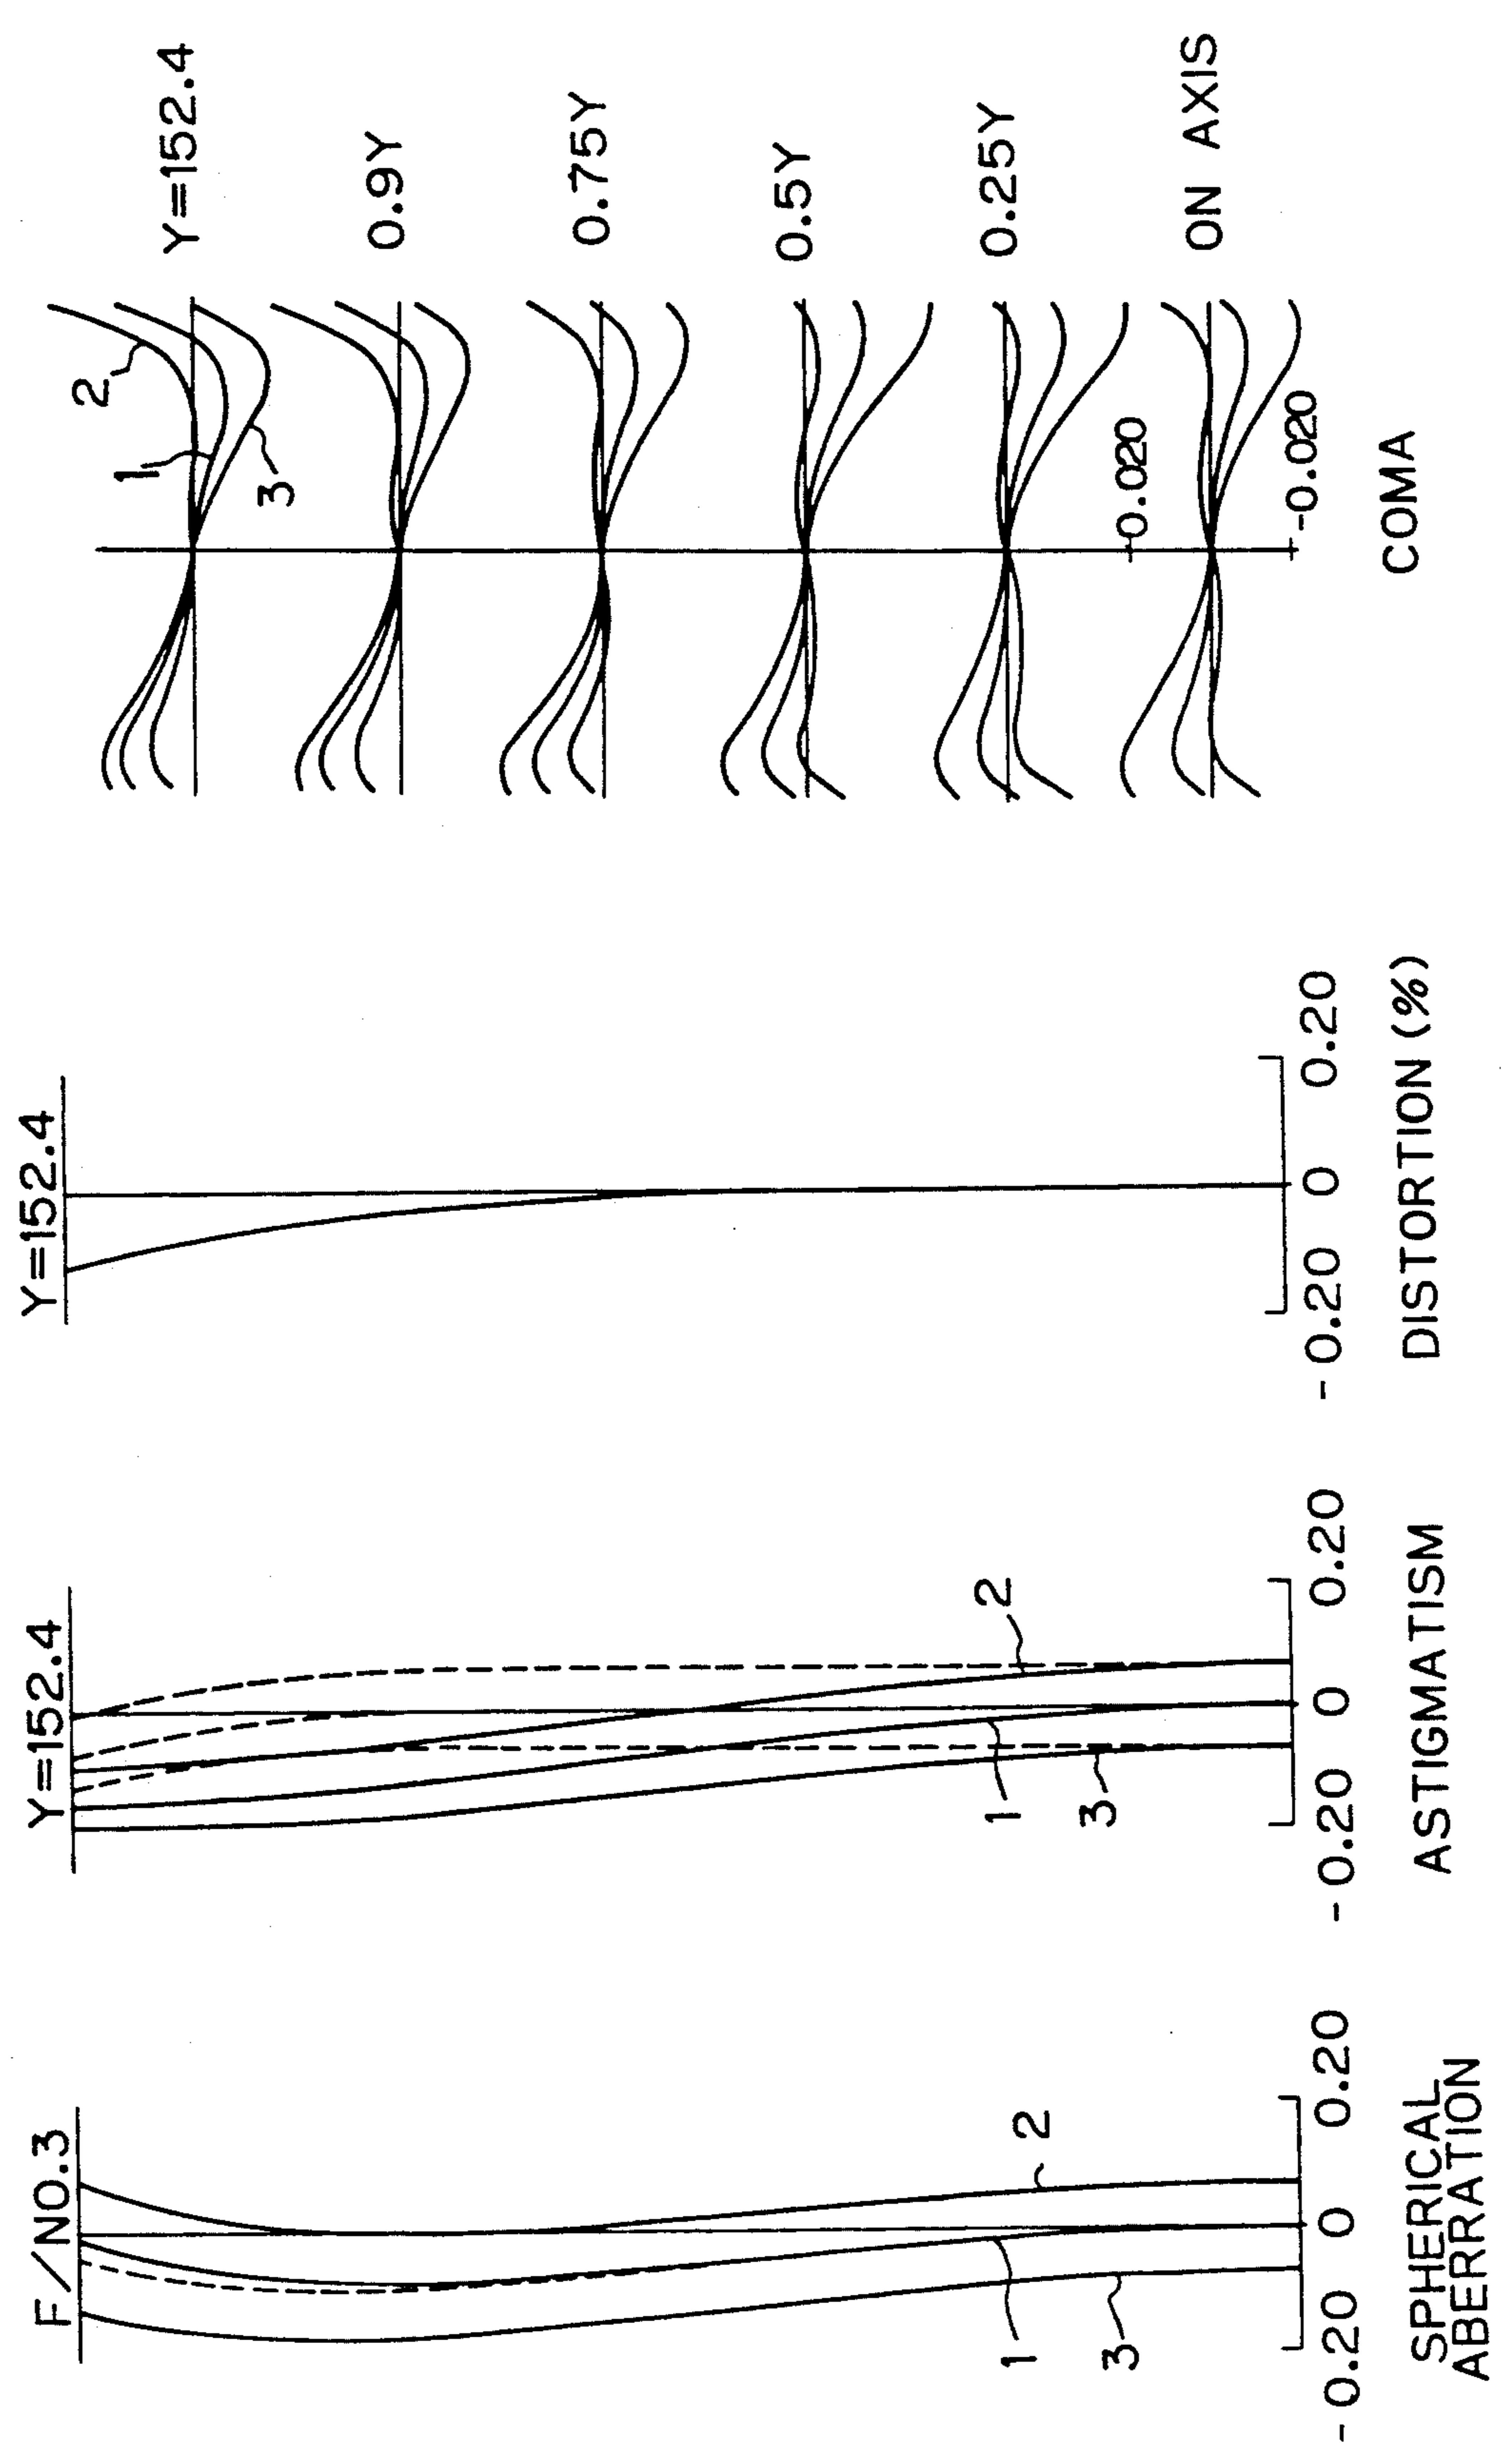 F/NO.3
1
2
3
-0.20 0 0.20
SPHERICAL
ABERRATION
Y=152.4
1
2
3
-0.20 0 0.20
ASTIGMATISM
Y=152.4
-0.20 0 0.20
DISTORTION (%)
2
1
3
Y=152.4
0.9Y
0.75Y
0.5Y
0.25Y
0.020
ON AXIS
-0.020
COMA